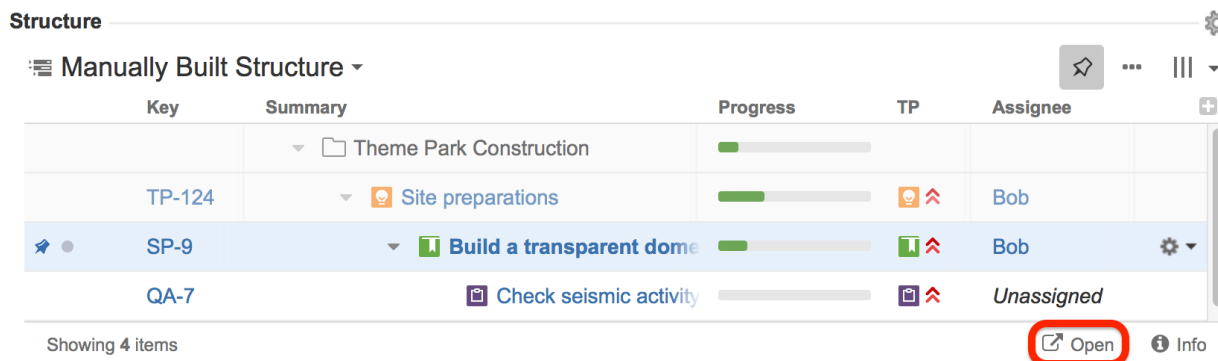 Structure
Manually Built Structure
Key Summary Progress TP Assignee
Theme Park Construction
TP-124 Site preparations Bob
SP-9 Build a transparent dome Bob
QA-7 Check seismic activity Unassigned
Showing 4 items Open Info